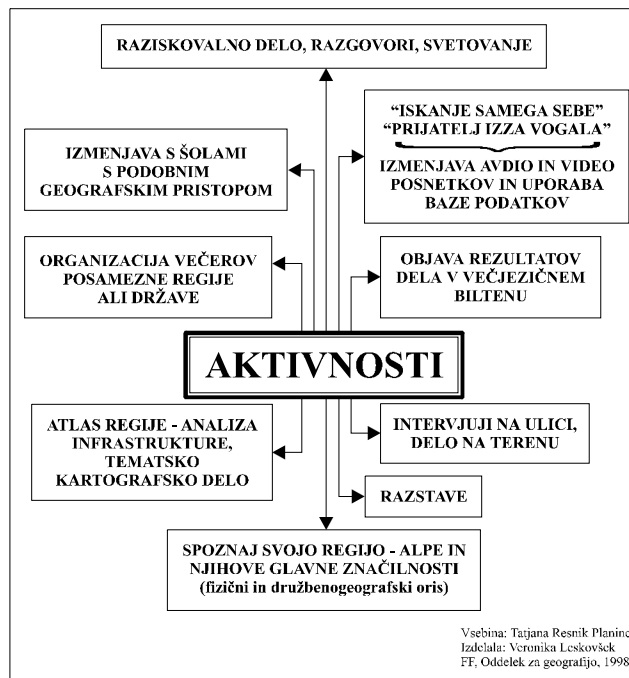 RAZISKOVALNO DELO, RAZGOVORI, SVETOVANJE
“ISKANJE SAMEGA SEBE”
“PRIJATELJ IZZA VOGALA”
IZMENJAVA AVDIO IN VIDEO
POSNETKOV IN UPORABA
BAZE PODATKOV
IZMENJAVA S ŠOLAMI
S PODOBNIM
GEOGRAFSKIM PRISTOPOM
ORGANIZACIJA VEČEROV
POSAMEZNE REGIJE
ALI DRŽAVE
OBJAVA REZULTATOV
DELA V VEČJEZIČNEM
BILTENU
AKTIVNOSTI
ATLAS REGIJE - ANALIZA
INFRASTRUKTURE,
TEMATSKO
KARTOGRAFSKO DELO
INTERVJUJI NA ULICI,
DELO NA TERENU
RAZSTAVE
SPOZNAJ SVOJO REGIJO - ALPE IN
NJIHOVE GLAVNE ZNAČILNOSTI
(fizični in družbenogeografski oris)
Vsebina: Tatjana Resnik Planinc
Izdelala: Veronika Leskovšek
FF, Oddelek za geografijo, 1998